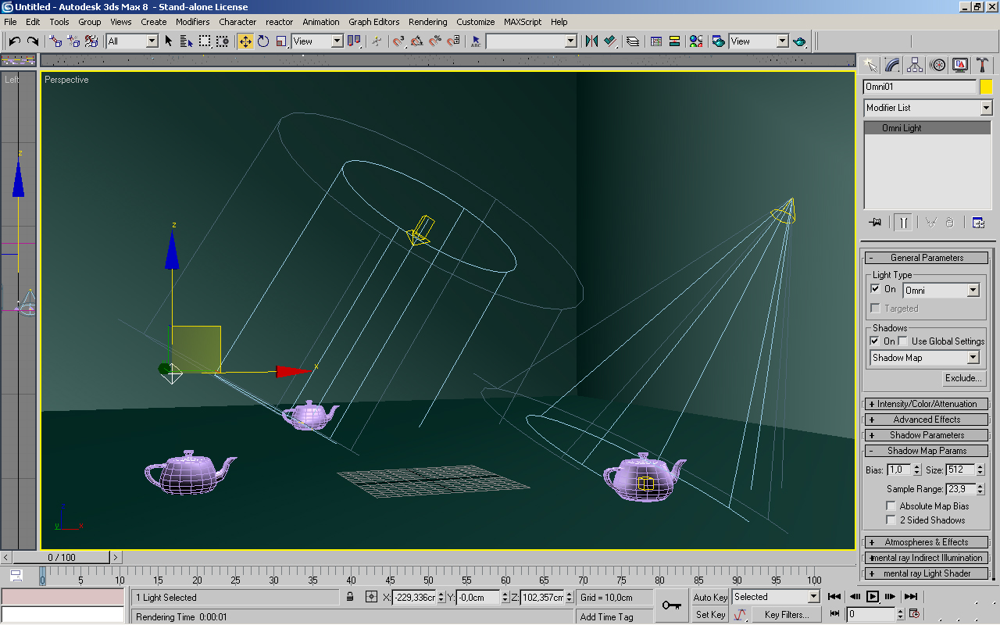 Untitled - Autodesk 3ds Max 8 - Stand-alone License
File Edit Tools Group Views Create Modifiers Character reactor Animation Graph Editors Rendering Customize MAXScript Help
All View 3 % ABC View
Left Perspective
Omni01
Modifier List
Omni Light
z
z
x
z
y x
- General Parameters
Light Type
On Omni
Targeted
Shadows
On Use Global Settings
Shadow Map
Exclude...
+ Intensity/Color/Attenuation
+ Advanced Effects
+ Shadow Parameters
- Shadow Map Params
Bias: 1,0 Size: 512
Sample Range: 23,9
Absolute Map Bias
2 Sided Shadows
+ Atmospheres & Effects
+mental ray Indirect Illumination
+ mental ray Light Shader
< 0 / 100 >
0 5 10 15 20 25 30 35 40 45 50 55 60 65 70 75 80 85 90 95 100
1 Light Selected X: -229,336cm Y: -0,0cm Z: 102,357cm Grid = 10,0cm Auto Key Selected
Rendering Time 0:00:01 Add Time Tag Set Key Key Filters... 0